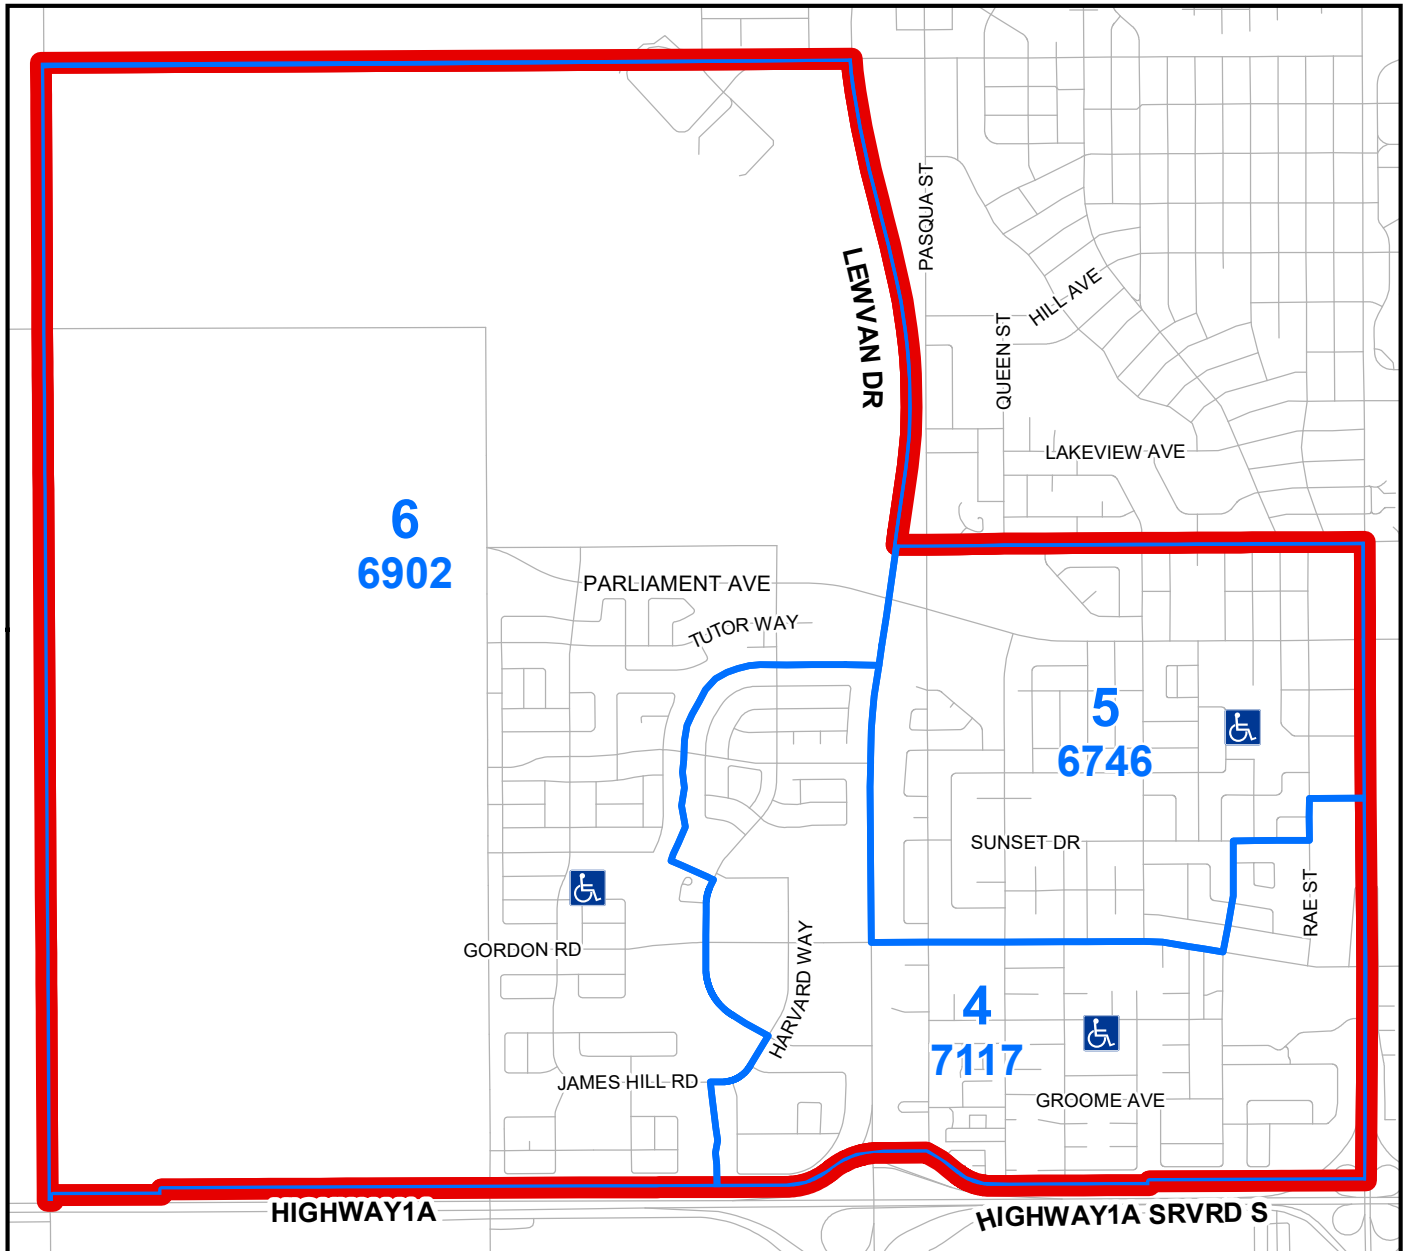 PASQUA ST
LEWVAN DR
HILL AVE
QUEEN ST
LAKEVIEW AVE
6
6902
PARLIAMENT AVE
TUTOR WAY
5
6746
SUNSET DR
RAE ST
GORDON RD
HARVARD WAY
4
7117
JAMES HILL RD
GROOME AVE
HIGHWAY1A
HIGHWAY1A SRVRD S